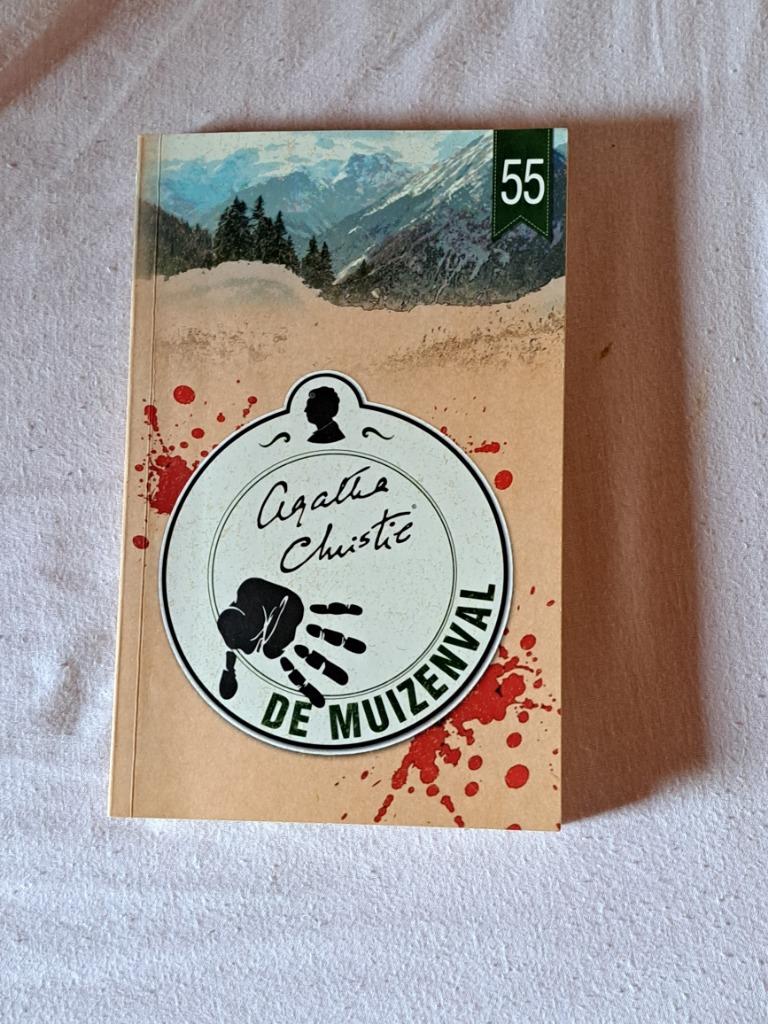 55
Agatha
Christie®
DE MUIZENVAL